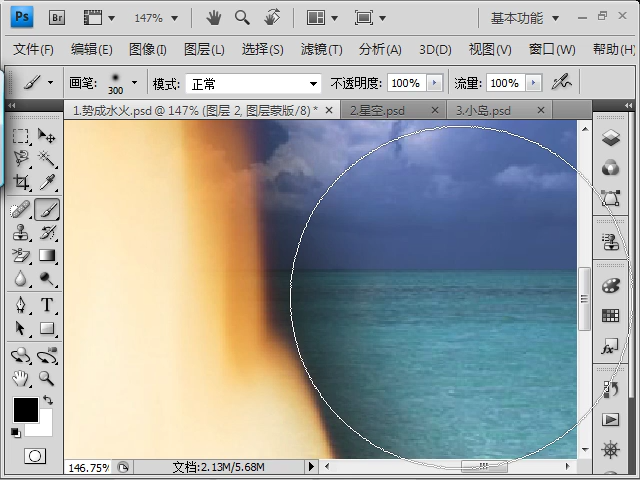 Ps Br 147% 基本功能
文件(F) 编辑(E) 图像(I) 图层(L) 选择(S) 滤镜(T) 分析(A) 3D(D) 视图(V) 窗口(W) 帮助(H)
画笔: 300 模式: 正常 不透明度: 100% 流量: 100%
1.势成水火.psd @ 147% (图层 2, 图层蒙版/8) * 2.星空.psd 3.小岛.psd
T
fx
146.75% 文档:2.13M/5.68M